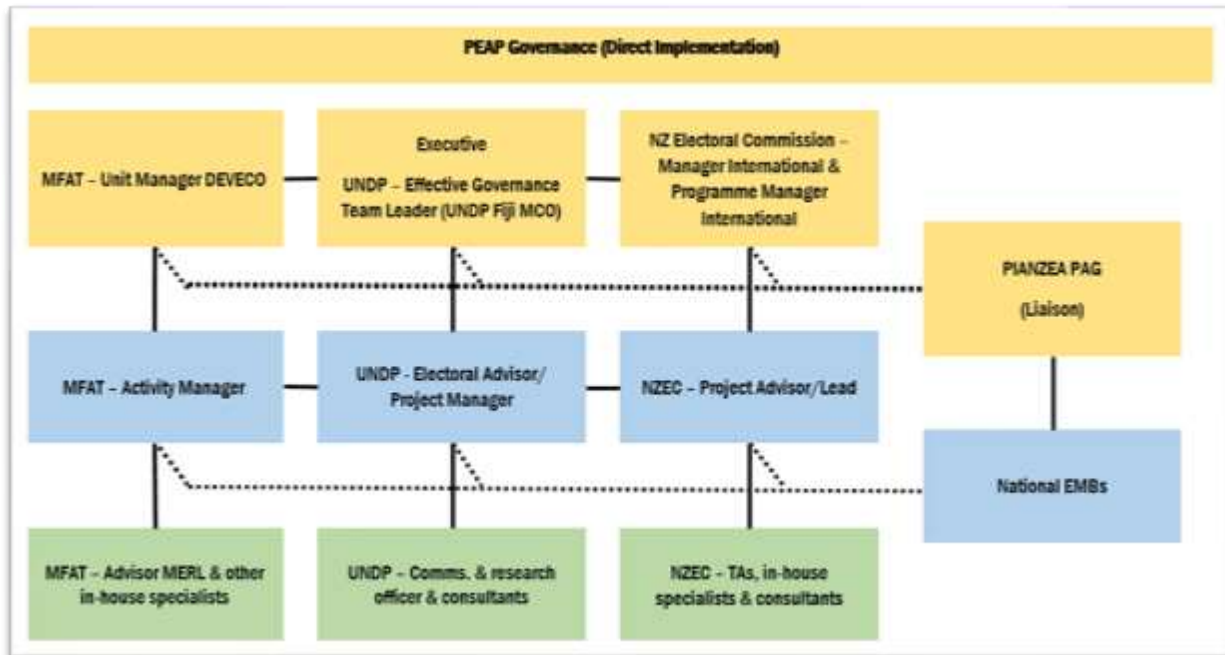 PEAP Governance (Direct Implementation)
MFAT – Unit Manager DEVECO
Executive
UNDP – Effective Governance
Team Leader (UNDP Fiji MCO)
NZ Electoral Commission –
Manager International &
Programme Manager
International
PIANZEA PAG
(Liaison)
MFAT – Activity Manager
UNDP - Electoral Advisor/
Project Manager
NZEC – Project Advisor/Lead
National EMBs
MFAT – Advisor MERL & other
in-house specialists
UNDP – Comms. & research
officer & consultants
NZEC – TAs, in-house
specialists & consultants